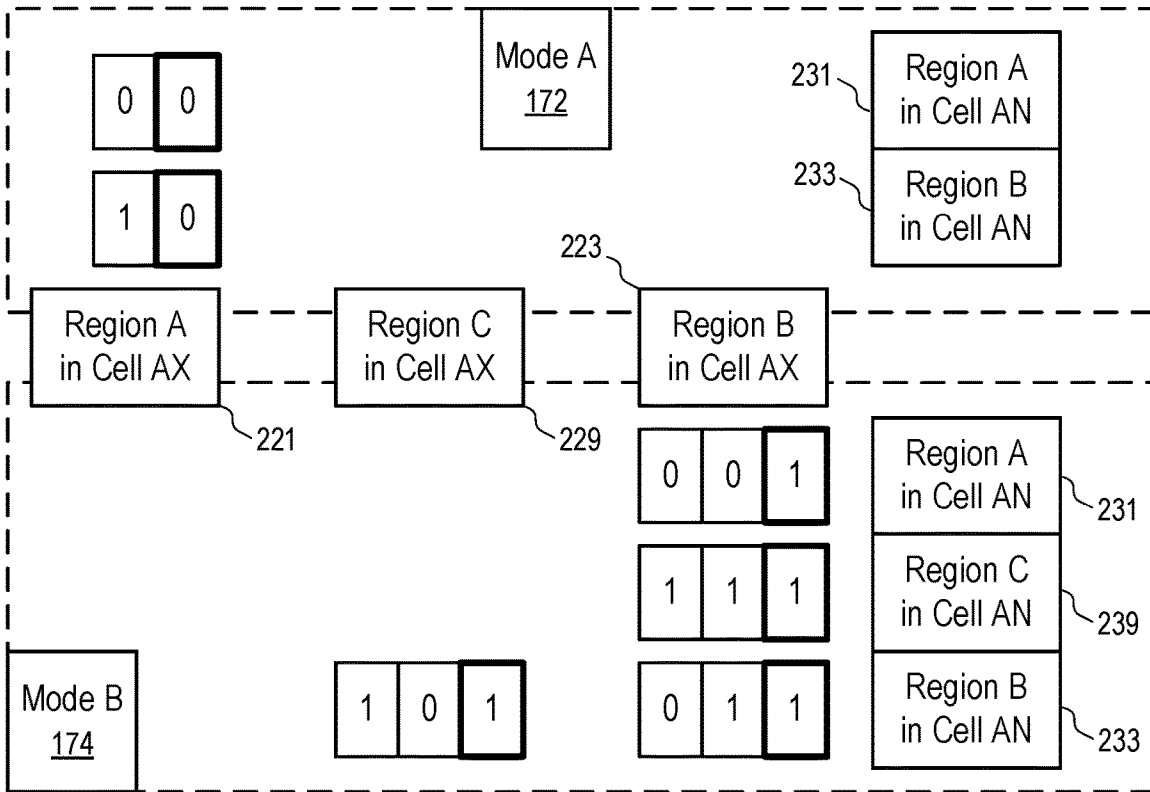 Mode A
172
0 0
231
Region A
in Cell AN
1 0
233
Region B
in Cell AN
223
Region A
in Cell AX
Region C
in Cell AX
Region B
in Cell AX
221
229
0 0 1
Region A
in Cell AN
231
1 1 1
Region C
in Cell AN
239
Mode B
174
1 0 1
0 1 1
Region B
in Cell AN
233